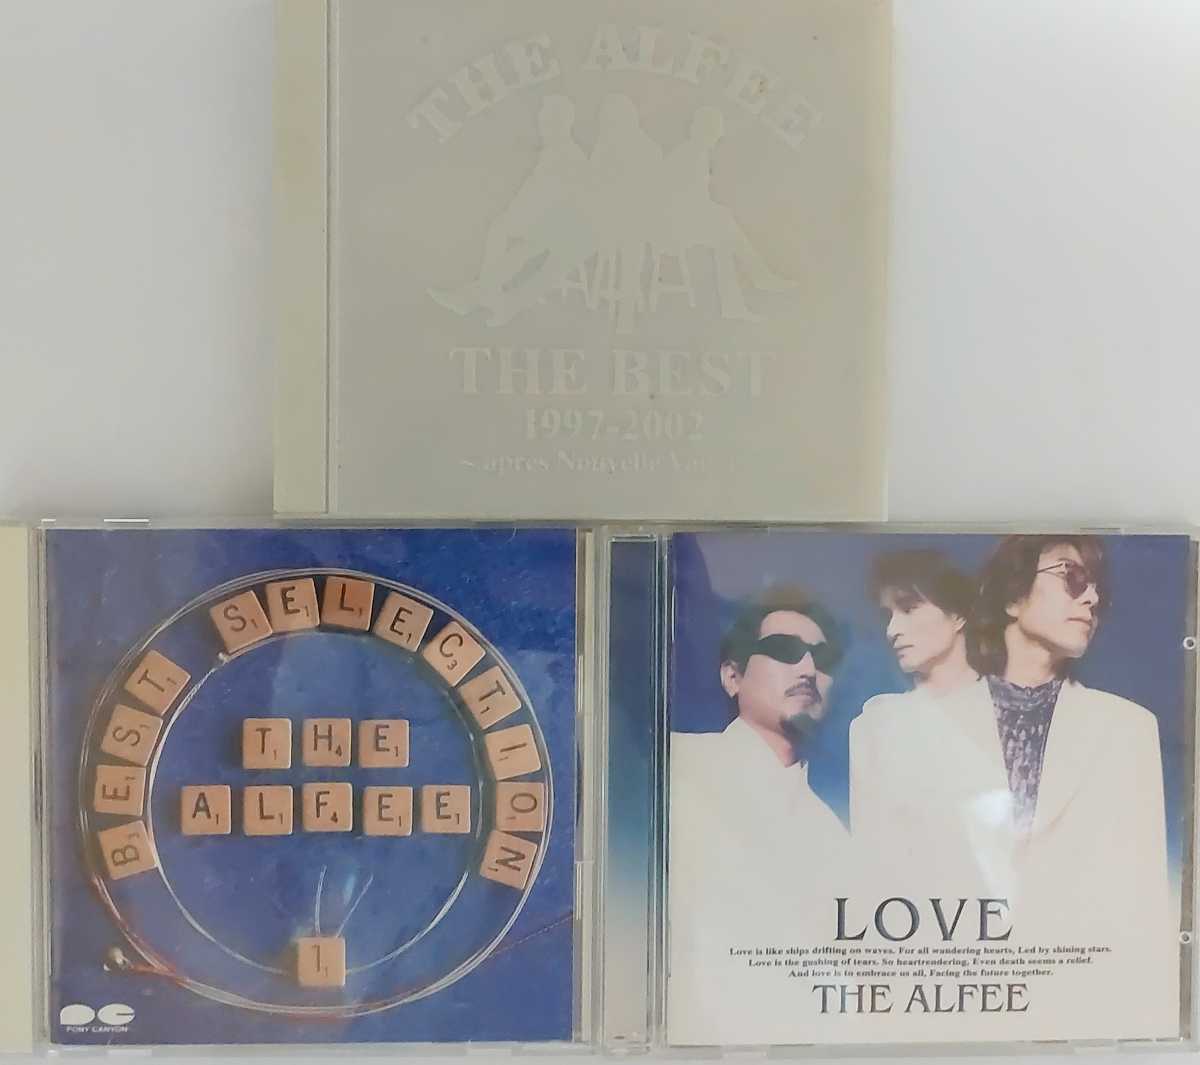 THE ALFEE
THE BEST
1997-2002
~ après Nouvelle
BEST SELECTION
THE
ALFEE
1
PONY CANYON
LOVE
Love is like ships drifting on waves. For all wandering hearts, Led by shining stars.
Love is the gushing of tears. So heartrendering, Even death seems a relief.
And love is to embrace us all, Facing the future together.
THE ALFEE